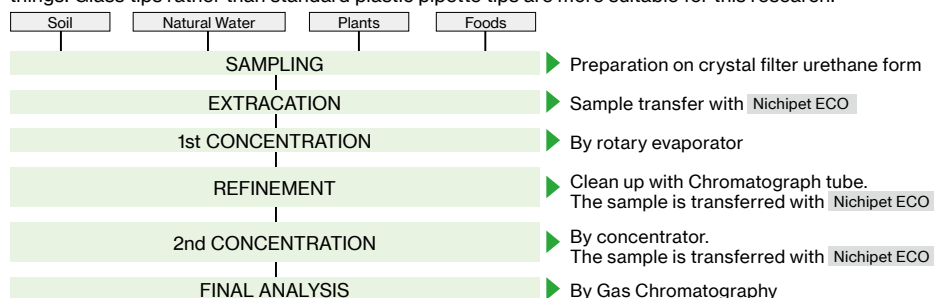 things. Glass tips rather than standard plastic pipette tips are more suitable for this research.
Soil Natural Water Plants Foods
SAMPLING Preparation on crystal filter urethane form
EXTRACATION Sample transfer with Nichipet ECO
1st CONCENTRATION By rotary evaporator
REFINEMENT Clean up with Chromatograph tube.
The sample is transferred with Nichipet ECO
2nd CONCENTRATION By concentrator.
The sample is transferred with Nichipet ECO
FINAL ANALYSIS By Gas Chromatography